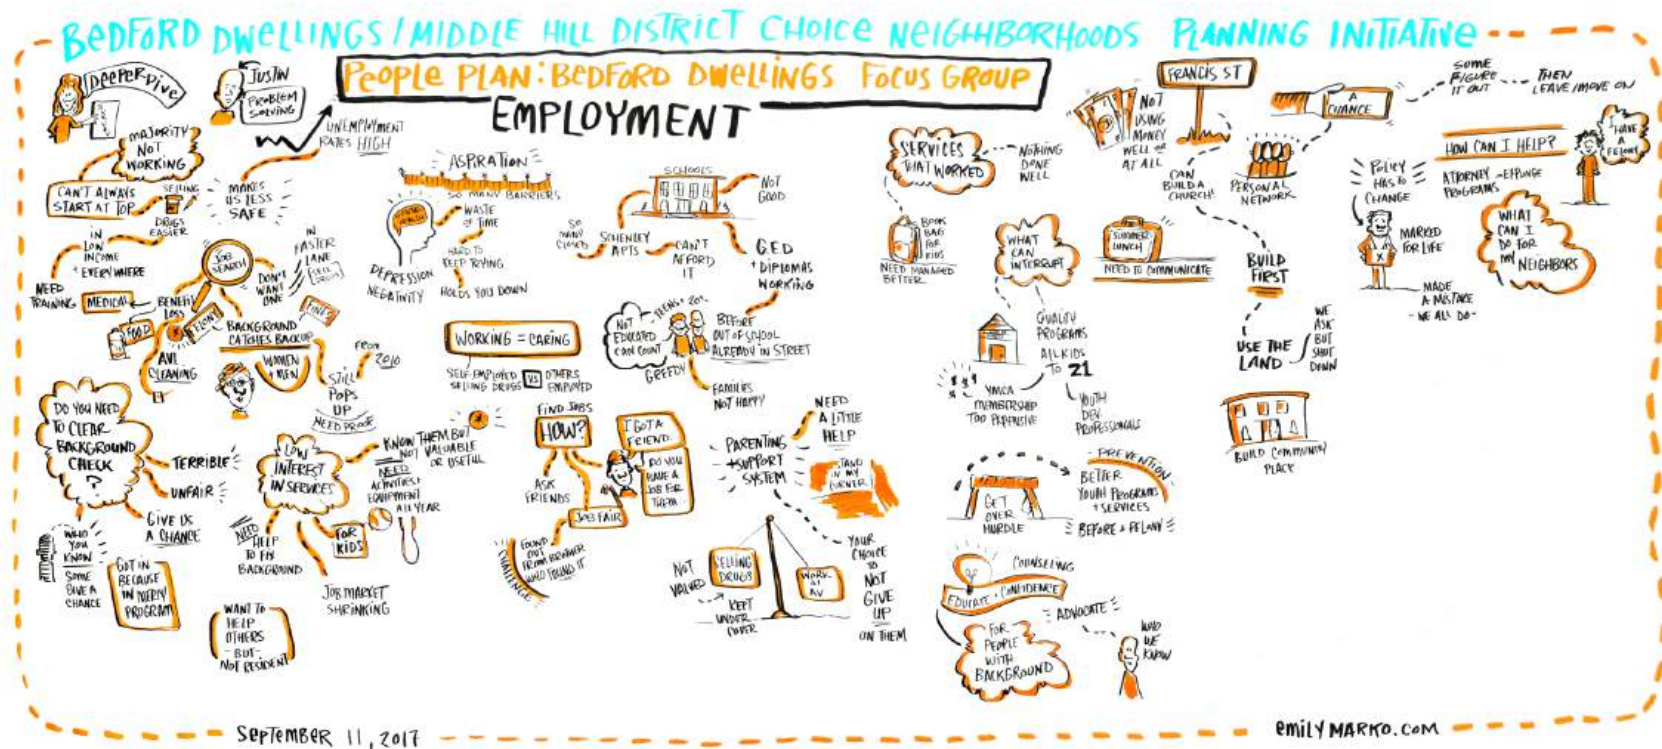 BEDFORD DWELLINGS/MIDDLE HILL DISTRICT CHOICE NEIGHBORHOODS PLANNING INITIATIVE
PEOPLE PLAN: BEDFORD DWELLINGS FOCUS GROUP
EMPLOYMENT
DEEPER-DIVE
JUSTIN
PROBLEM
SOLVING
MAJORITY
NOT
WORKING
UNEMPLOYMENT
RATES HIGH
CAN'T ALWAYS
START AT TOP
SELLING
DRUGS
EASIER
MAKES
US LESS
SAFE
IN
LOW
INCOME
+ EVERYWHERE
NEED
TRAINING
MEDICAL
BENEFIT
LOSS
FOOD
JOB
SEARCH
DON'T
WANT
ONE
IN
FASTER
LANE
SELL
DRUGS
FINES
FELONY
BACKGROUND
CATCHES BACKUP
AVI
CLEANING
WOMEN
+ MEN
STILL
POPS
UP
FROM
2010
NEED PROOF
DO YOU NEED
TO CLEAR
BACKGROUND
CHECK
?
TERRIBLE
UNFAIR
GIVE US
A CHANCE
WHO
YOU
KNOW
SOME
GIVE A
CHANCE
GOT IN
BECAUSE
IN MERIV
PROGRAM
LOW
INTEREST
IN SERVICES
KNOW THEM BUT
NOT VALUABLE
OR USEFUL
NEED
ACTIVITIES+
EQUIPMENT
ALL YEAR
NEED
HELP
TO FIX
BACKGROUND
FOR
KIDS
JOB MARKET
SHRINKING
WANT TO
HELP
OTHERS
- BUT -
NOT RESIDENT
ASPIRATION
SO MANY BARRIERS
WASTE
OF TIME
HARD TO
KEEP TRYING
HOLDS YOU DOWN
DEPRESSION
NEGATIVITY
WORKING = CARING
SELF-EMPLOYED
SELLING DRUGS
VS
OTHERS
EMPLOYED
FIND JOBS
HOW?
ASK
FRIENDS
JOB FAIR
I GOT A
FRIEND.
DO YOU
HAVE A
JOB FOR
THEM
CHALLENGE
FOUND
OUT
WHO FOUND IT
SCHOOLS
NOT
GOOD
SO
MANY
CLOSED
SCHENLEY
APTS
CAN'T
AFFORD
IT
G.E.D
+ DIPLOMAS
WORKING
NOT
EDUCATED
CAN COUNT
TEENS + 20s
GREEDY
BEFORE
OUT OF SCHOOL
ALREADY IN STREET
FAMILIES
NOT HAPPY
PARENTING
+SUPPORT
SYSTEM
NEED
A LITTLE
HELP
STAND
IN MY
CORNER
YOUR
CHOICE
TO
NOT
GIVE
UP
ON THEM
NOT
VALUED
SELLING
DRUGS
KEPT
UNDER
COVER
WORK
AT
AV
SERVICES
THAT WORKED
NOTHING
DONE
WELL
BOOK
BAG
FOR
KIDS
NEED MANAGED
BETTER
NOT
USING
MONEY
WELL OR
AT ALL
FRANCIS ST
CAN
BUILD A
CHURCH!
BUILD
FIRST
USE THE
LAND
WE
ASK
BUT
SHUT
DOWN
BUILD COMMUNITY
PLACE
WHAT
CAN
INTERRUPT
SUMMER
LUNCH
NEED TO COMMUNICATE
QUALITY
PROGRAMS
ALL KIDS
TO 21
$ $ $
YMCA
MEMBERSHIP
TOO EXPENSIVE
YOUTH
DEV
PROFESSIONALS
GET
OVER
HURDLE
- PREVENTION -
BETTER
YOUTH PROGRAMS
+ SERVICES
BEFORE A FELONY
COUNSELING
EDUCATE + CONFIDENCE
ADVOCATE
WHO
WE
KNOW
FOR
PEOPLE
WITH
BACKGROUND
PERSONAL
NETWORK
A
CHANCE
SOME
FIGURE
IT OUT
THEN
LEAVE/MOVE ON
POLICY
HAS TO
CHANGE
MARKED
FOR LIFE
MADE
A MISTAKE
- WE ALL DO -
HOW CAN I HELP?
ATTORNEY - EXPUNGE
PROGRAMS
I
HAVE
A
FELONY
WHAT
CAN I
DO FOR
MY NEIGHBORS
SEPTEMBER 11, 2017
emilyMARKO.COM